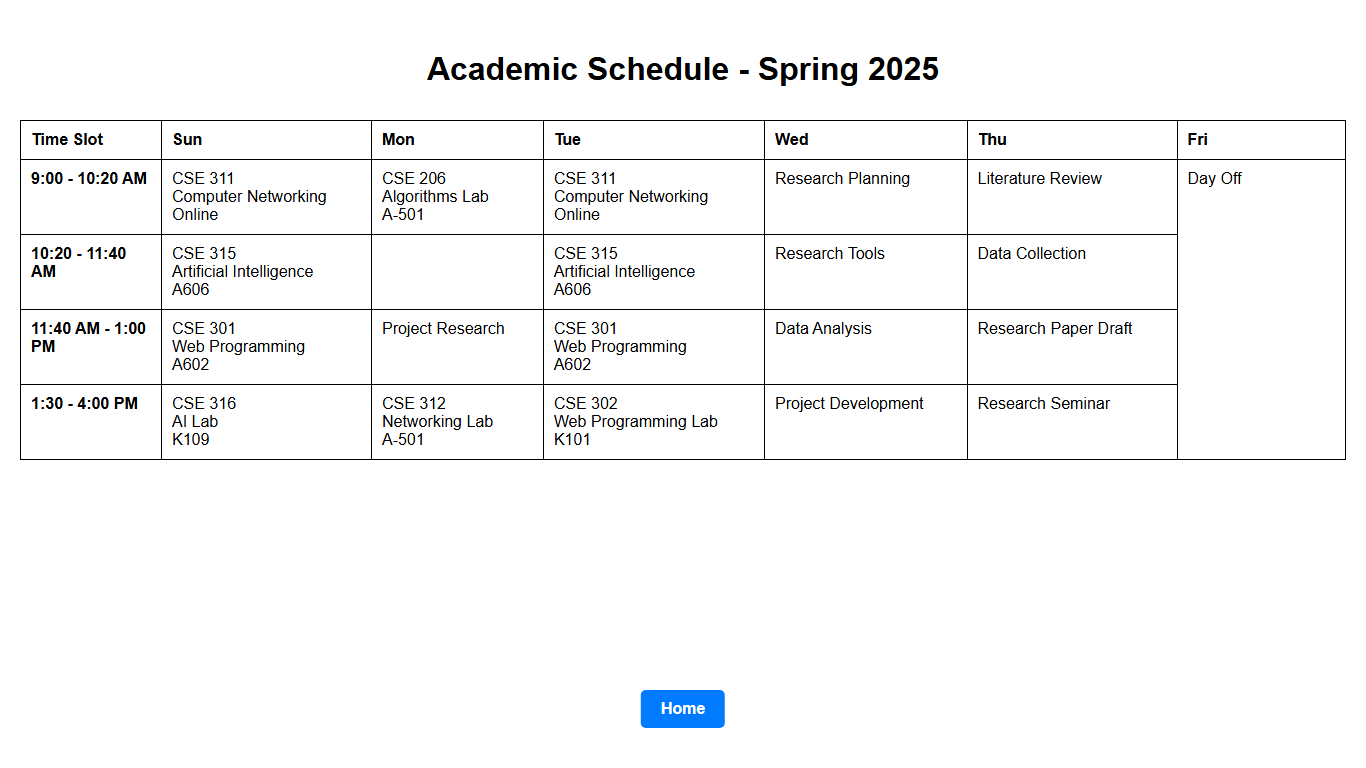 Academic Schedule - Spring 2025
Time Slot Sun Mon Tue Wed Thu Fri
9:00 - 10:20 AM
CSE 311
Computer Networking
Online
CSE 206
Algorithms Lab
A-501
CSE 311
Computer Networking
Online
Research Planning
Literature Review
Day Off
10:20 - 11:40
AM
CSE 315
Artificial Intelligence
A606
CSE 315
Artificial Intelligence
A606
Research Tools
Data Collection
11:40 AM - 1:00
PM
CSE 301
Web Programming
A602
Project Research
CSE 301
Web Programming
A602
Data Analysis
Research Paper Draft
1:30 - 4:00 PM
CSE 316
AI Lab
K109
CSE 312
Networking Lab
A-501
CSE 302
Web Programming Lab
K101
Project Development
Research Seminar
Home